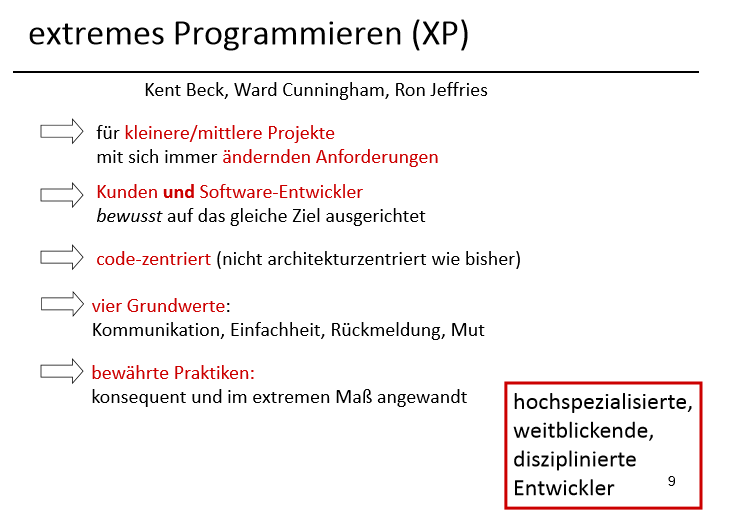 extremes Programmieren (XP)
Kent Beck, Ward Cunningham, Ron Jeffries
für kleinere/mittlere Projekte
mit sich immer ändernden Anforderungen
Kunden und Software-Entwickler
bewusst auf das gleiche Ziel ausgerichtet
code-zentriert (nicht architekturzentriert wie bisher)
vier Grundwerte:
Kommunikation, Einfachheit, Rückmeldung, Mut
bewährte Praktiken:
konsequent und im extremen Maß angewandt
hochspezialisierte,
weitblickende,
disziplinierte
Entwickler
9